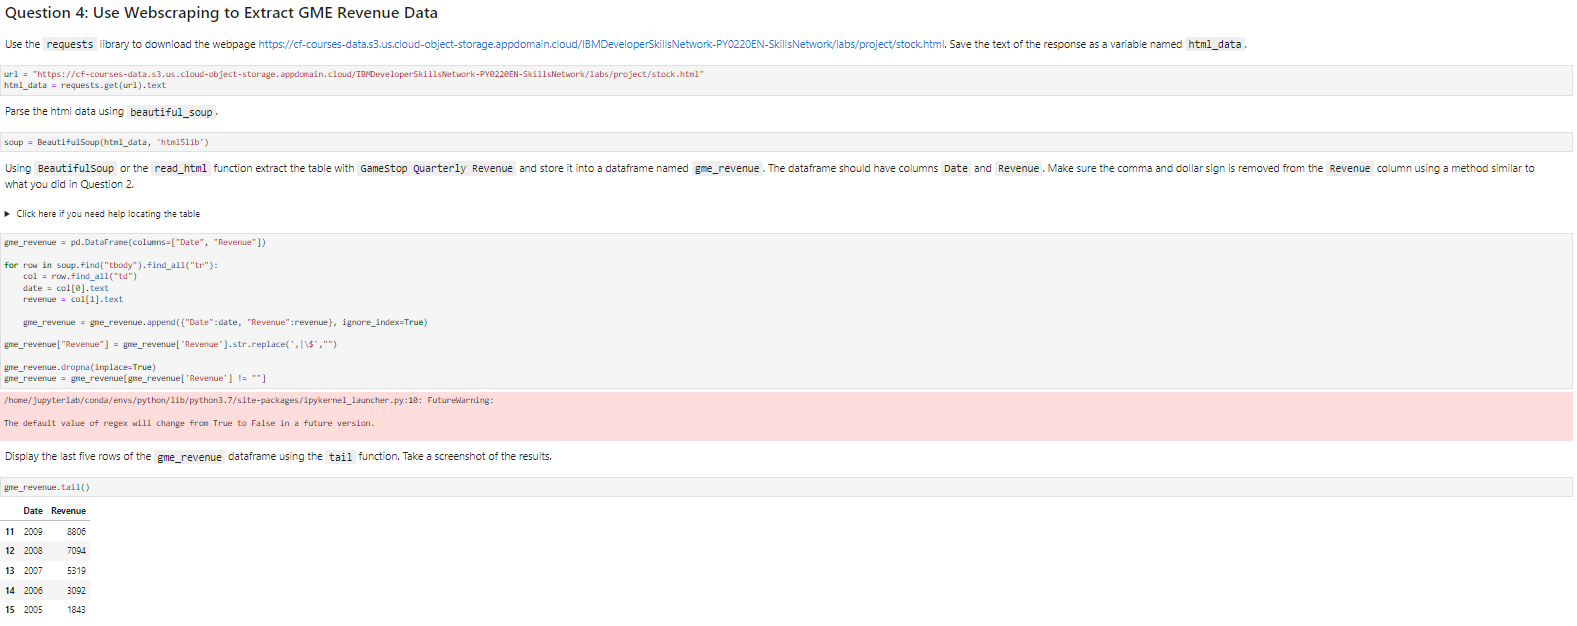 Question 4: Use Webscraping to Extract GME Revenue Data
Use the requests library to download the webpage https://cf-courses-data.s3.us.cloud-object-storage.appdomain.cloud/IBMDeveloperSkillsNetwork-PY0220EN-SkillsNetwork/labs/project/stock.html. Save the text of the response as a variable named html_data.
url = "https://cf-courses-data.s3.us.cloud-object-storage.appdomain.cloud/IBMDeveloperSkillsNetwork-PY0220EN-SkillsNetwork/labs/project/stock.html"
html_data = requests.get(url).text
Parse the html data using beautiful_soup.
soup = BeautifulSoup(html_data, 'html5lib')
Using BeautifulSoup or the read_html function extract the table with GameStop Quarterly Revenue and store it into a dataframe named gme_revenue. The dataframe should have columns Date and Revenue. Make sure the comma and dollar sign is removed from the Revenue column using a method similar to
what you did in Question 2.
▶ Click here if you need help locating the table
gme_revenue = pd.DataFrame(columns=["Date", "Revenue"])
for row in soup.find("tbody").find_all("tr"):
    col = row.find_all("td")
    date = col[0].text
    revenue = col[1].text
    gme_revenue = gme_revenue.append({"Date":date, "Revenue":revenue}, ignore_index=True)
gme_revenue["Revenue"] = gme_revenue['Revenue'].str.replace(',|\$',"")
gme_revenue.dropna(inplace=True)
gme_revenue = gme_revenue[gme_revenue['Revenue'] != ""]
/home/jupyterlab/conda/envs/python/lib/python3.7/site-packages/ipykernel_launcher.py:10: FutureWarning:
The default value of regex will change from True to False in a future version.
Display the last five rows of the gme_revenue dataframe using the tail function. Take a screenshot of the results.
gme_revenue.tail()
Date Revenue
11 2009 8806
12 2008 7094
13 2007 5319
14 2006 3092
15 2005 1843